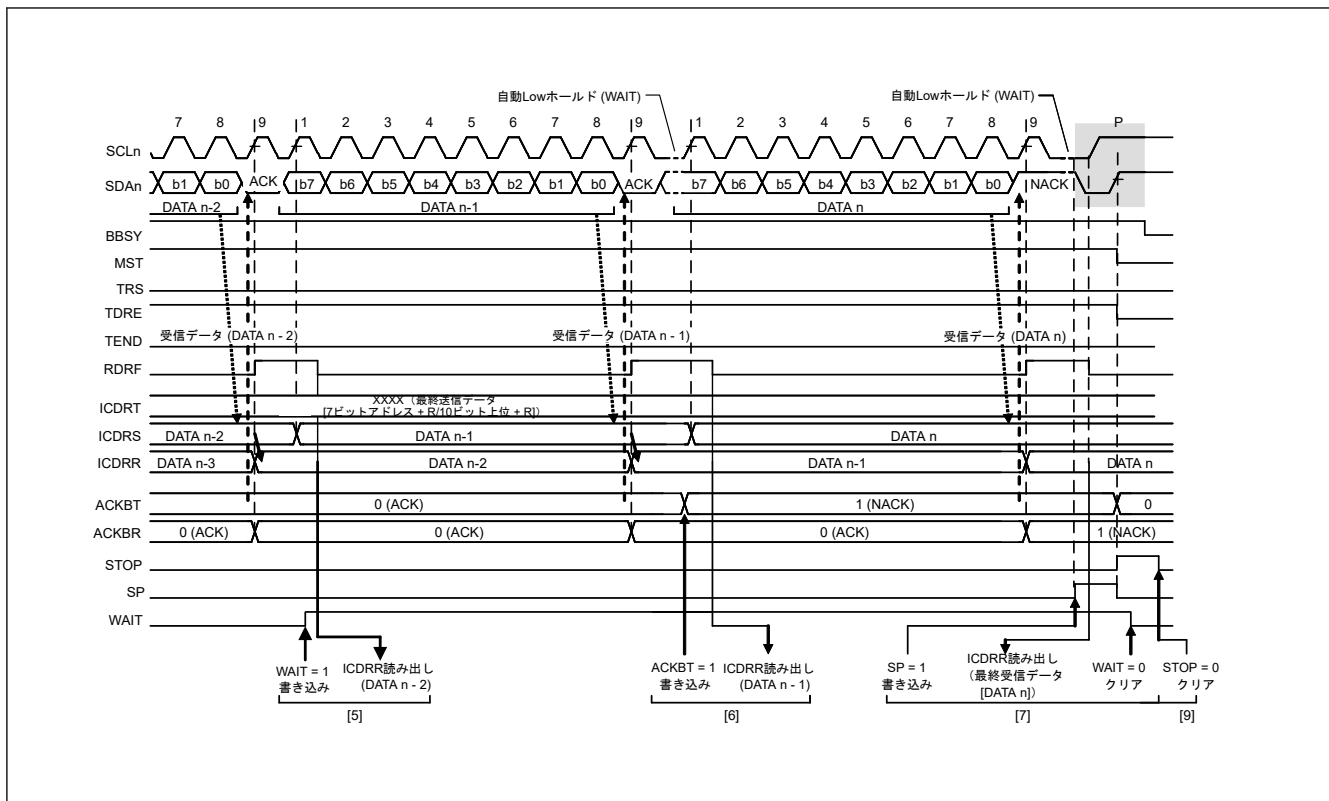 自動Lowホールド (WAIT)
自動Lowホールド (WAIT)
7 8 9 1 2 3 4 5 6 7 8 9 1 2 3 4 5 6 7 8 9 P
SCLn
SDAn b1 b0 ACK b7 b6 b5 b4 b3 b2 b1 b0 ACK b7 b6 b5 b4 b3 b2 b1 b0 NACK
DATA n-2 DATA n-1 DATA n
BBSY
MST
TRS
TDRE
受信データ (DATA n - 2) 受信データ (DATA n - 1) 受信データ (DATA n)
TEND
RDRF
XXXX（最終送信データ
ICDRT [7ビットアドレス + R/10ビット上位 + R]）
ICDRS DATA n-2 DATA n-1 DATA n
ICDRR DATA n-3 DATA n-2 DATA n-1 DATA n
ACKBT 0 (ACK) 1 (NACK) 0
ACKBR 0 (ACK) 0 (ACK) 0 (ACK) 1 (NACK)
STOP
SP
WAIT
WAIT = 1
書き込み
ICDRR読み出し
(DATA n - 2)
[5]
ACKBT = 1
書き込み
ICDRR読み出し
(DATA n - 1)
[6]
SP = 1
書き込み
ICDRR読み出し
（最終受信データ
[DATA n]）
WAIT = 0
クリア
[7]
STOP = 0
クリア
[9]